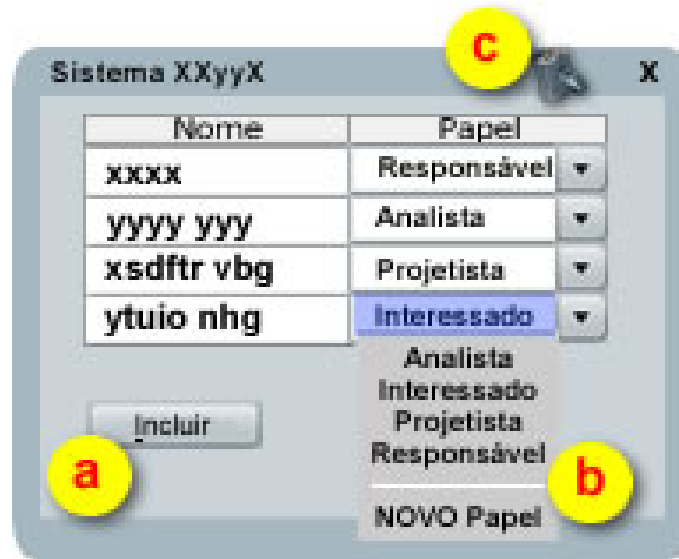 c
Sistema XXyyX X
Nome Papel
xxxx Responsável
yyyy yyy Analista
xsdftr vbg Projetista
ytuio nhg Interessado
Analista
Interessado
Incluir Projetista
Responsável
a b
NOVO Papel